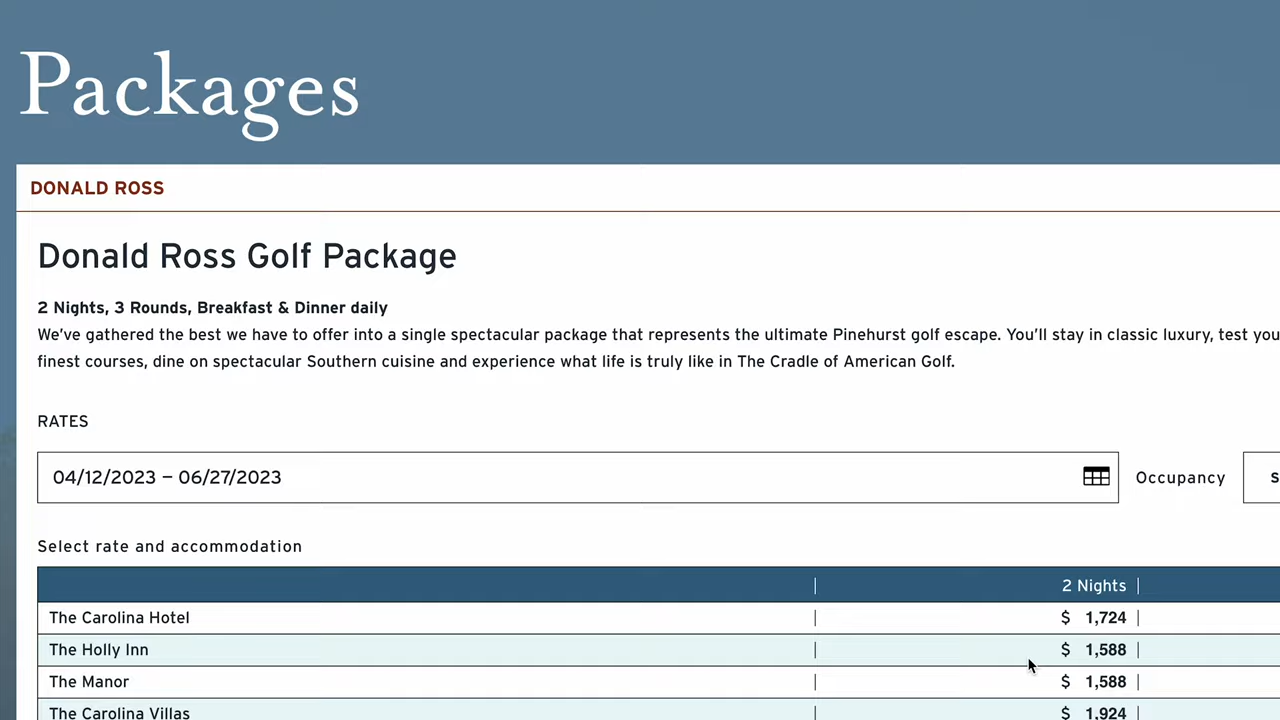 Packages
DONALD ROSS
Donald Ross Golf Package
2 Nights, 3 Rounds, Breakfast & Dinner daily
We've gathered the best we have to offer into a single spectacular package that represents the ultimate Pinehurst golf escape. You'll stay in classic luxury, test you
finest courses, dine on spectacular Southern cuisine and experience what life is truly like in The Cradle of American Golf.
RATES
04/12/2023 – 06/27/2023 Occupancy S
Select rate and accommodation
| 2 Nights |
The Carolina Hotel | $ 1,724 |
The Holly Inn | $ 1,588 |
The Manor | $ 1,588 |
The Carolina Villas | $ 1,924 |